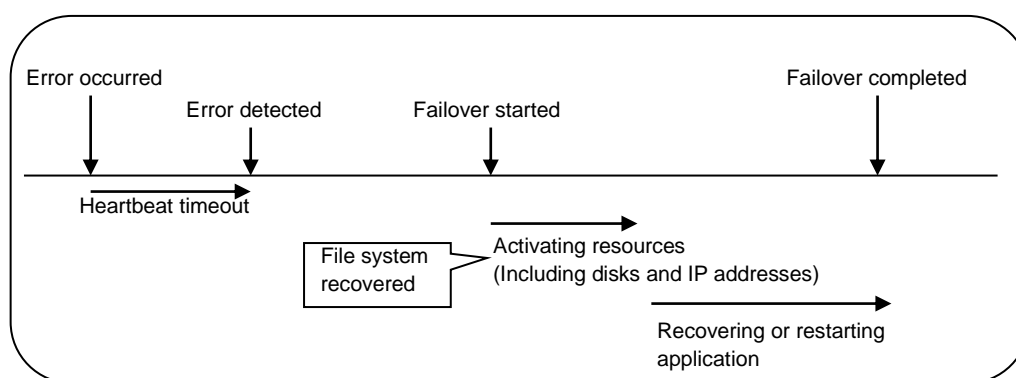 Error occurred
Failover completed
Error detected
Failover started
Heartbeat timeout
File system
recovered
Activating resources
(Including disks and IP addresses)
Recovering or restarting
application